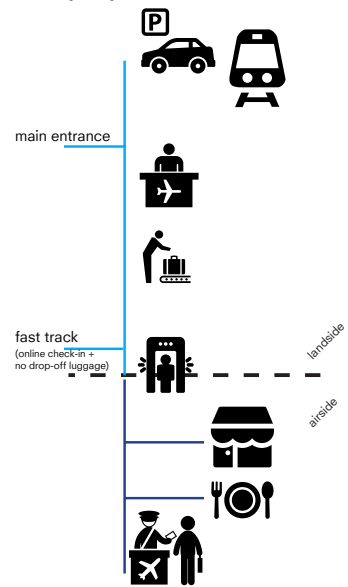 P
main entrance
fast track
(online check-in +
no drop-off luggage)
landside
airside